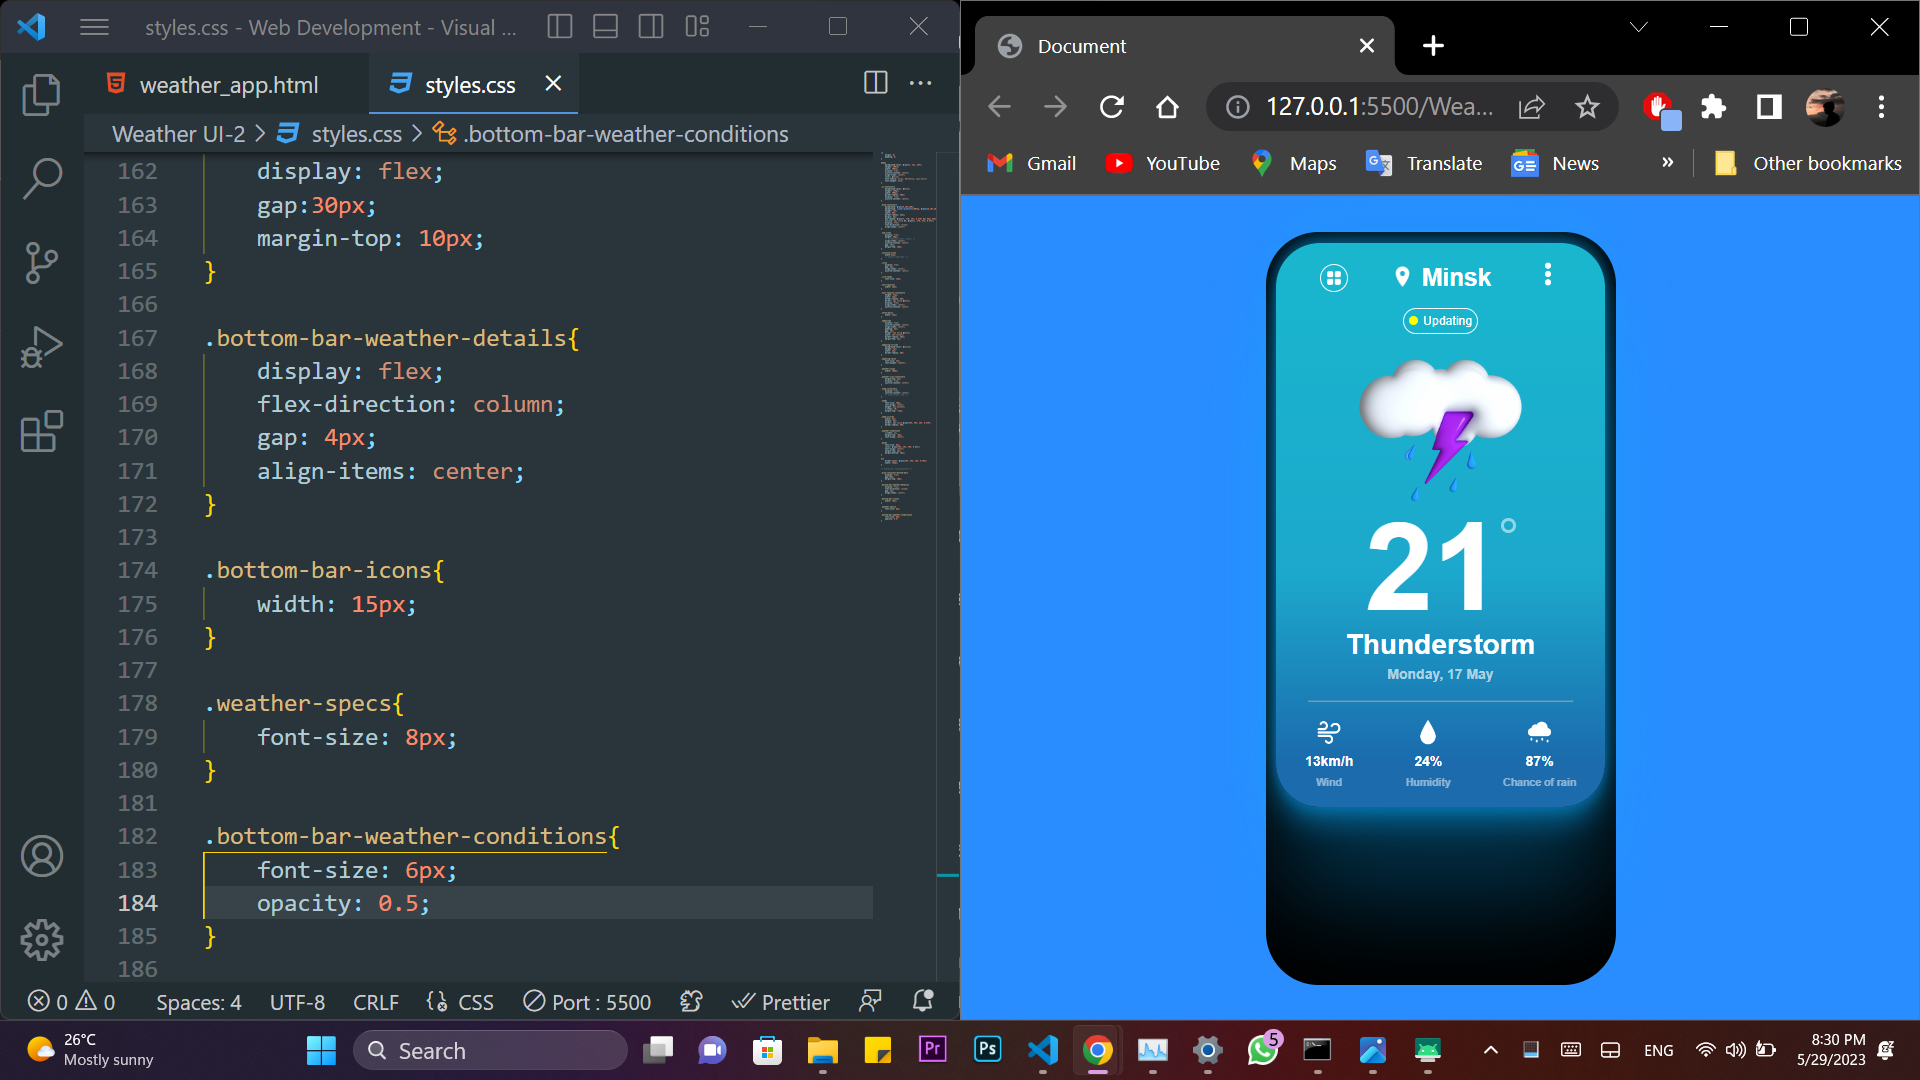 styles.css - Web Development - Visual ...
weather_app.html
styles.css
Weather UI-2 > styles.css > .bottom-bar-weather-conditions
162 display: flex;
163 gap:30px;
164 margin-top: 10px;
165 }
166
167 .bottom-bar-weather-details{
168 display: flex;
169 flex-direction: column;
170 gap: 4px;
171 align-items: center;
172 }
173
174 .bottom-bar-icons{
175 width: 15px;
176 }
177
178 .weather-specs{
179 font-size: 8px;
180 }
181
182 .bottom-bar-weather-conditions{
183 font-size: 6px;
184 opacity: 0.5;
185 }
186
0 0 Spaces: 4 UTF-8 CRLF {} CSS Port : 5500 Prettier
Document
127.0.0.1:5500/Wea...
Gmail YouTube Maps Translate News » Other bookmarks
Minsk
Updating
21°
Thunderstorm
Monday, 17 May
13km/h 24% 87%
Wind Humidity Chance of rain
26°C
Mostly sunny
Search
Pr
Ps
5
ENG
8:30 PM
5/29/2023